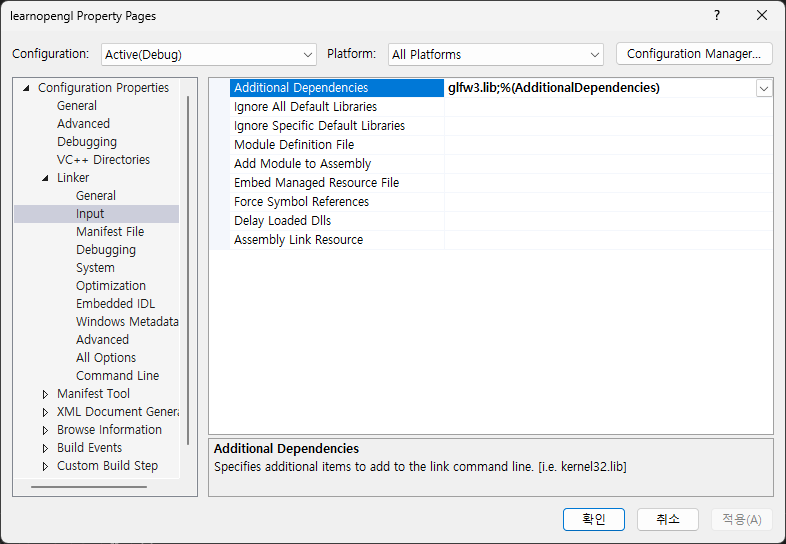 learnopengl Property Pages
?
Configuration: Active(Debug) Platform: All Platforms Configuration Manager...
Configuration Properties
General
Advanced
Debugging
VC++ Directories
Linker
General
Input
Manifest File
Debugging
System
Optimization
Embedded IDL
Windows Metadata
Advanced
All Options
Command Line
Manifest Tool
XML Document Genera
Browse Information
Build Events
Custom Build Step
Additional Dependencies glfw3.lib;%(AdditionalDependencies)
Ignore All Default Libraries
Ignore Specific Default Libraries
Module Definition File
Add Module to Assembly
Embed Managed Resource File
Force Symbol References
Delay Loaded Dlls
Assembly Link Resource
Additional Dependencies
Specifies additional items to add to the link command line. [i.e. kernel32.lib]
확인 취소 적용(A)